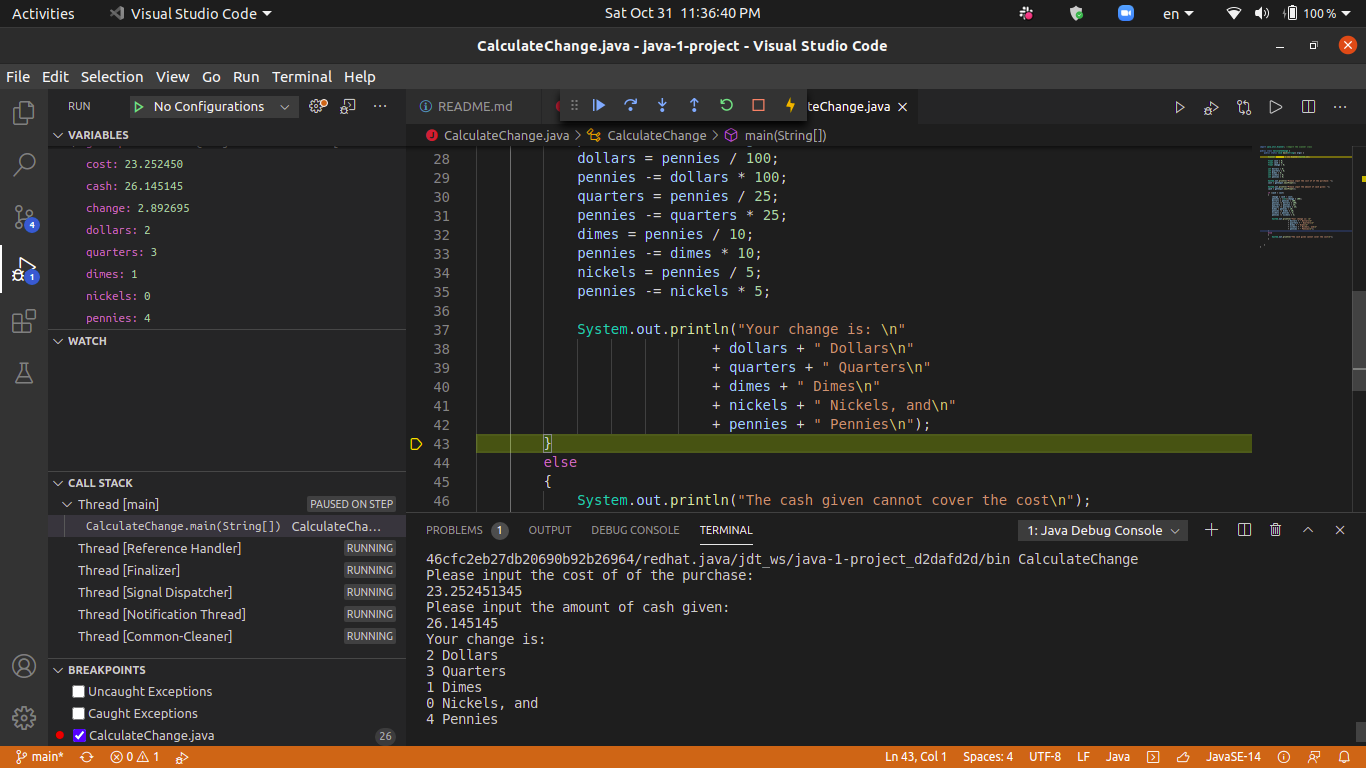 Activities Visual Studio Code Sat Oct 31 11:36:40 PM en 100 %
CalculateChange.java - java-1-project - Visual Studio Code
File Edit Selection View Go Run Terminal Help
RUN No Configurations
README.md teChange.java
CalculateChange.java > CalculateChange > main(String[])
VARIABLES
cost: 23.252450
cash: 26.145145
change: 2.892695
dollars: 2
quarters: 3
dimes: 1
nickels: 0
pennies: 4
WATCH
CALL STACK
Thread [main] PAUSED ON STEP
CalculateChange.main(String[]) CalculateCha...
Thread [Reference Handler] RUNNING
Thread [Finalizer] RUNNING
Thread [Signal Dispatcher] RUNNING
Thread [Notification Thread] RUNNING
Thread [Common-Cleaner] RUNNING
BREAKPOINTS
Uncaught Exceptions
Caught Exceptions
CalculateChange.java 26
4
1
28 dollars = pennies / 100;
29 pennies -= dollars * 100;
30 quarters = pennies / 25;
31 pennies -= quarters * 25;
32 dimes = pennies / 10;
33 pennies -= dimes * 10;
34 nickels = pennies / 5;
35 pennies -= nickels * 5;
36
37 System.out.println("Your change is: \n"
38 + dollars + " Dollars\n"
39 + quarters + " Quarters\n"
40 + dimes + " Dimes\n"
41 + nickels + " Nickels, and\n"
42 + pennies + " Pennies\n");
43 }
44 else
45 {
46 System.out.println("The cash given cannot cover the cost\n");
PROBLEMS 1 OUTPUT DEBUG CONSOLE TERMINAL 1: Java Debug Console
46cfc2eb27db20690b92b26964/redhat.java/jdt_ws/java-1-project_d2dafd2d/bin CalculateChange
Please input the cost of of the purchase:
23.252451345
Please input the amount of cash given:
26.145145
Your change is:
2 Dollars
3 Quarters
1 Dimes
0 Nickels, and
4 Pennies
main* 0 1 Ln 43, Col 1 Spaces: 4 UTF-8 LF Java JavaSE-14